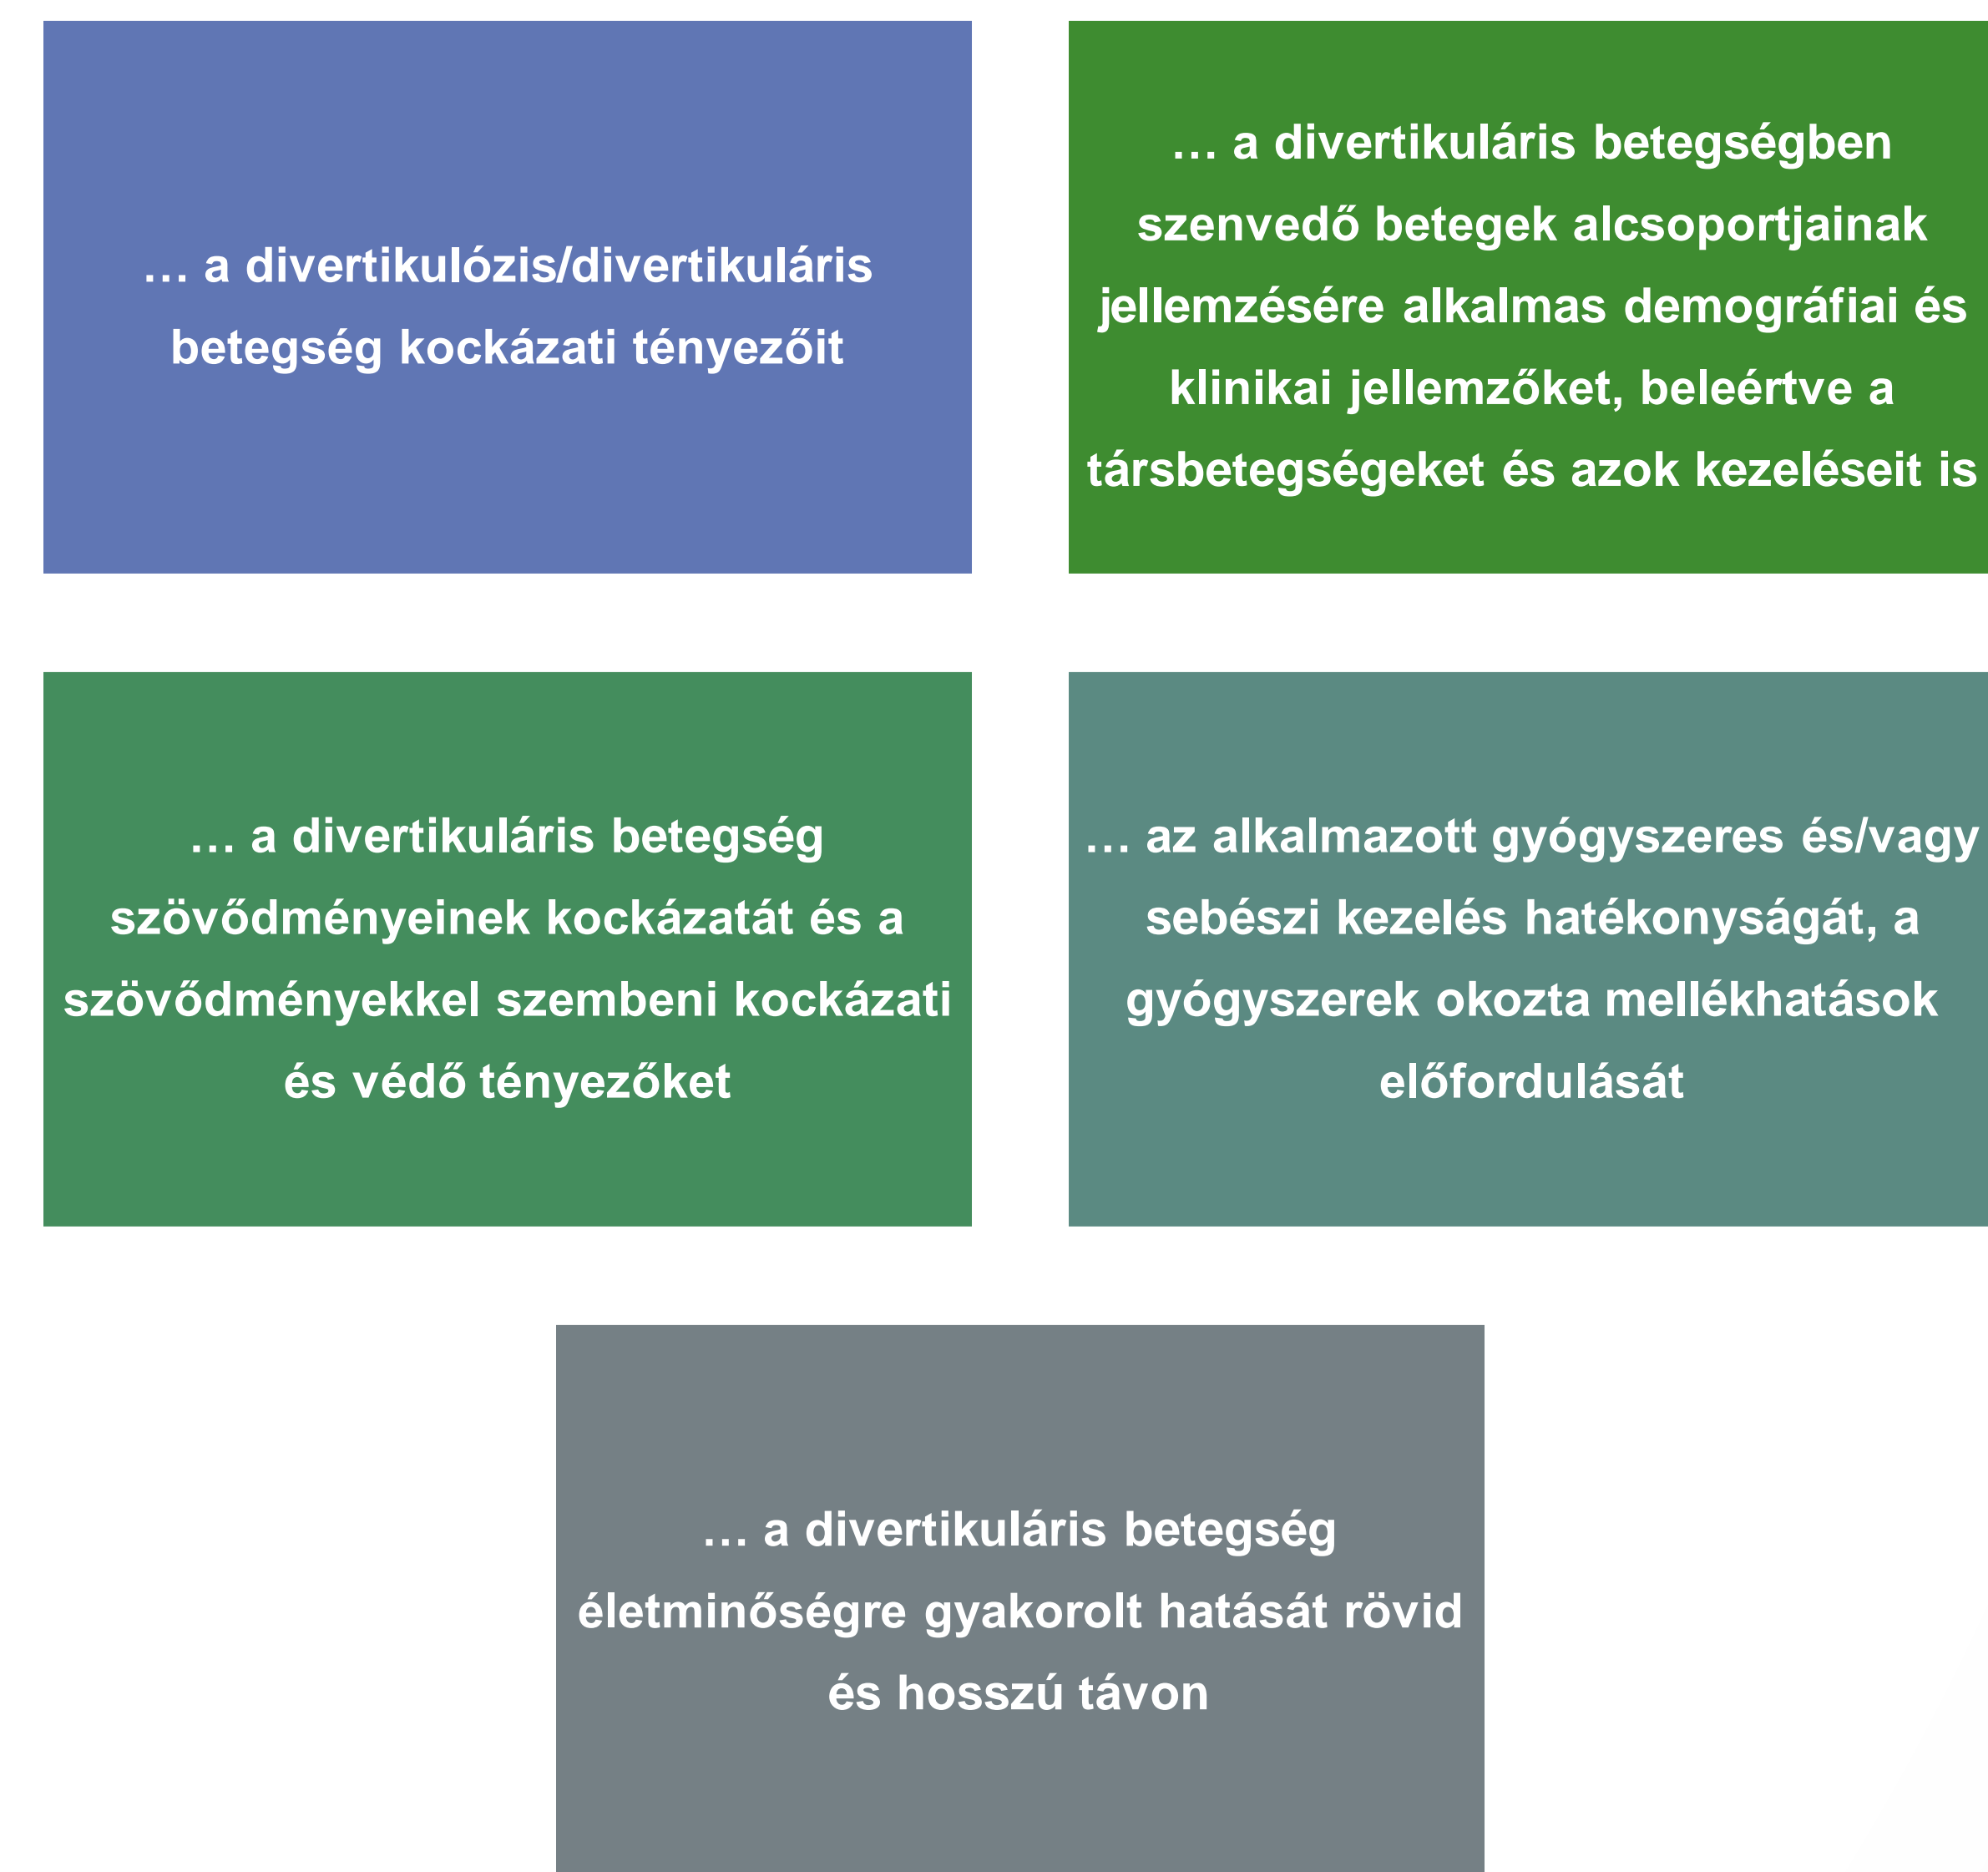 … a divertikulózis/divertikuláris
betegség kockázati tényezőit
… a divertikuláris betegségben
szenvedő betegek alcsoportjainak
jellemzésére alkalmas demográfiai és
klinikai jellemzőket, beleértve a
társbetegségeket és azok kezeléseit is
… a divertikuláris betegség
szövődményeinek kockázatát és a
szövődményekkel szembeni kockázati
és védő tényezőket
… az alkalmazott gyógyszeres és/vagy
sebészi kezelés hatékonyságát, a
gyógyszerek okozta mellékhatások
előfordulását
… a divertikuláris betegség
életminőségre gyakorolt hatását rövid
és hosszú távon